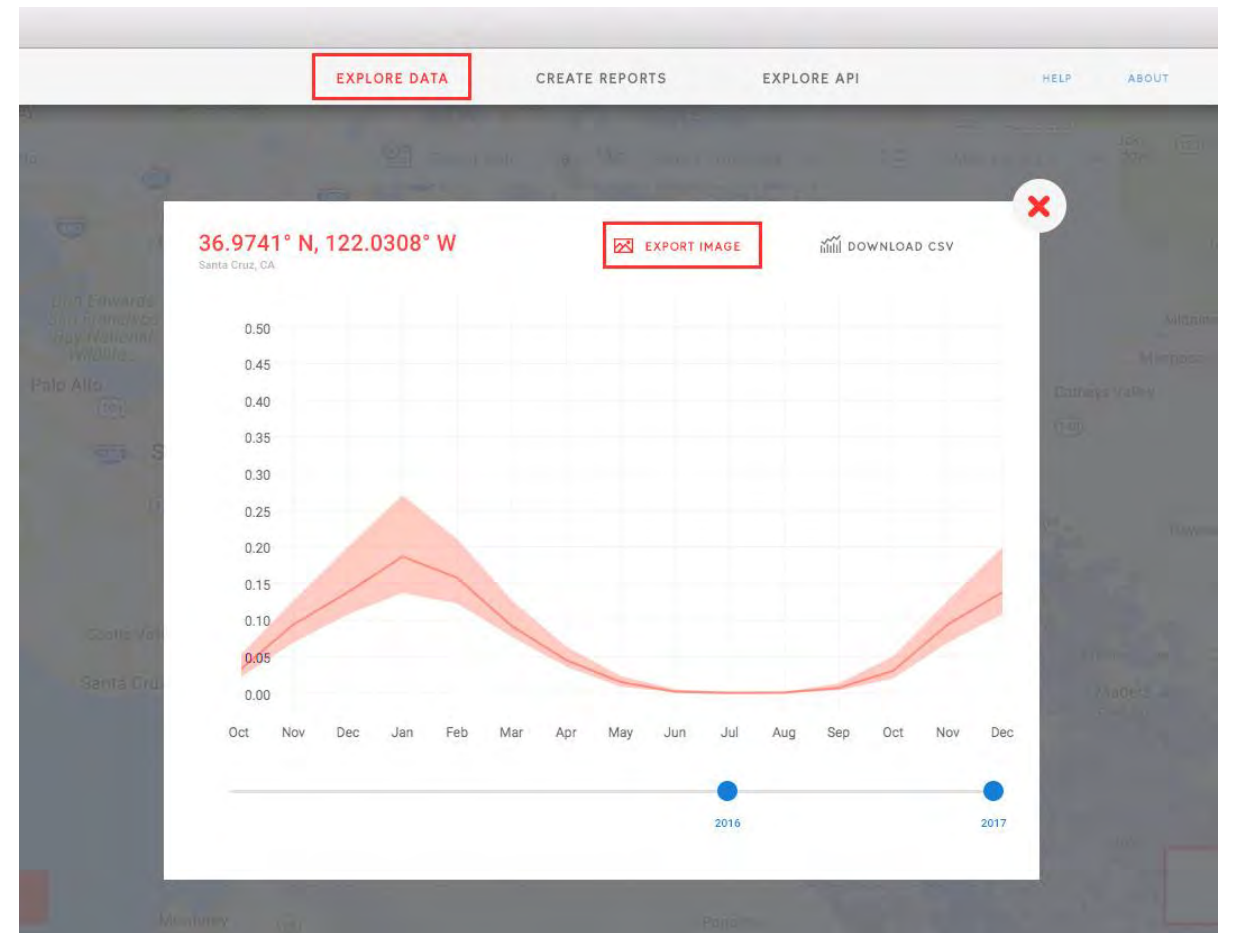 EXPLORE DATA CREATE REPORTS EXPLORE API HELP ABOUT
36.9741° N, 122.0308° W EXPORT IMAGE DOWNLOAD CSV
Santa Cruz, CA
0.50
0.45
Palo Alto
0.40
0.35
0.30
0.25
0.20
0.15
0.10
0.05
Santa Cru
0.00
Oct Nov Dec Jan Feb Mar Apr May Jun Jul Aug Sep Oct Nov Dec
2016 2017
Monterey